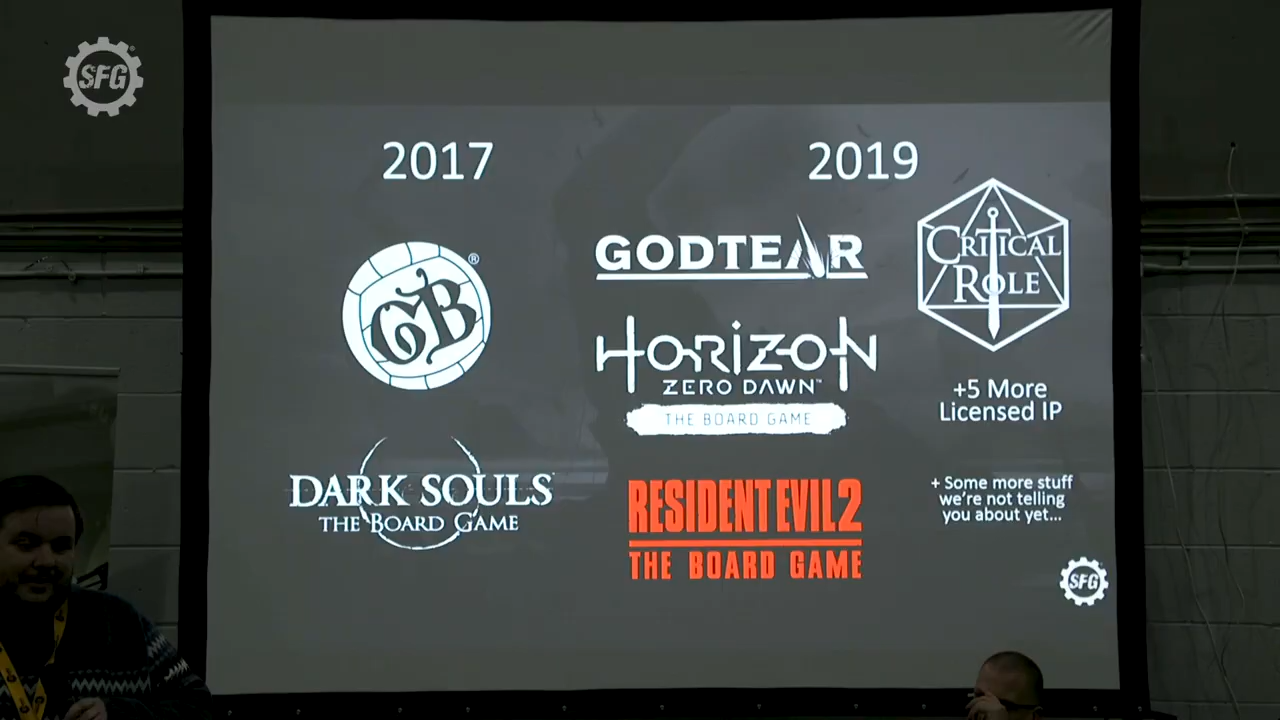 SFG
2017
2019
GB
®
GODTEAR
CRITICAL
ROLE
HORIZON
ZERO DAWN™
THE BOARD GAME
+5 More
Licensed IP
DARK SOULS
THE BOARD GAME
RESIDENT EVIL 2
THE BOARD GAME
+ Some more stuff
we're not telling
you about yet...
SFG